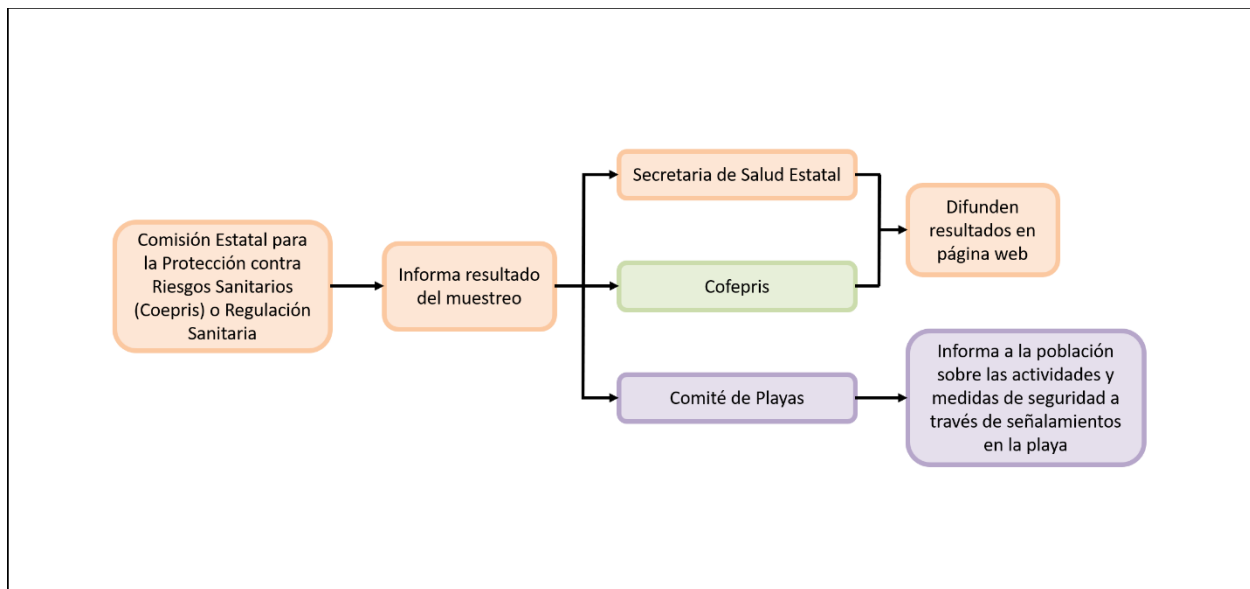 Comisión Estatal para
la Protección contra
Riesgos Sanitarios
(Coepris) o Regulación
Sanitaria
Informa resultado
del muestreo
Secretaria de Salud Estatal
Cofepris
Comité de Playas
Difunden
resultados en
página web
Informa a la población
sobre las actividades y
medidas de seguridad a
través de señalamientos
en la playa